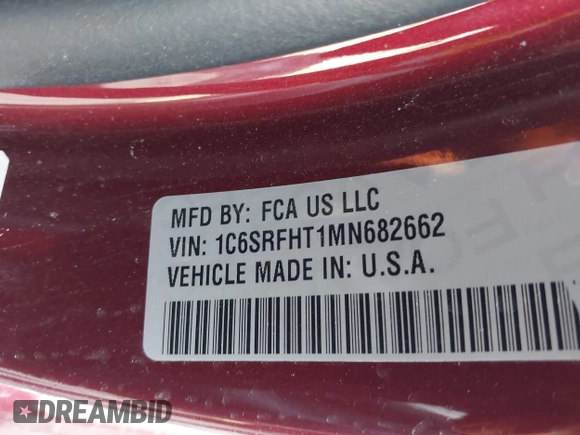 MFD BY: FCA US LLC
VIN: 1C6SRFHT1MN682662
VEHICLE MADE IN: U.S.A.
DREAMBID